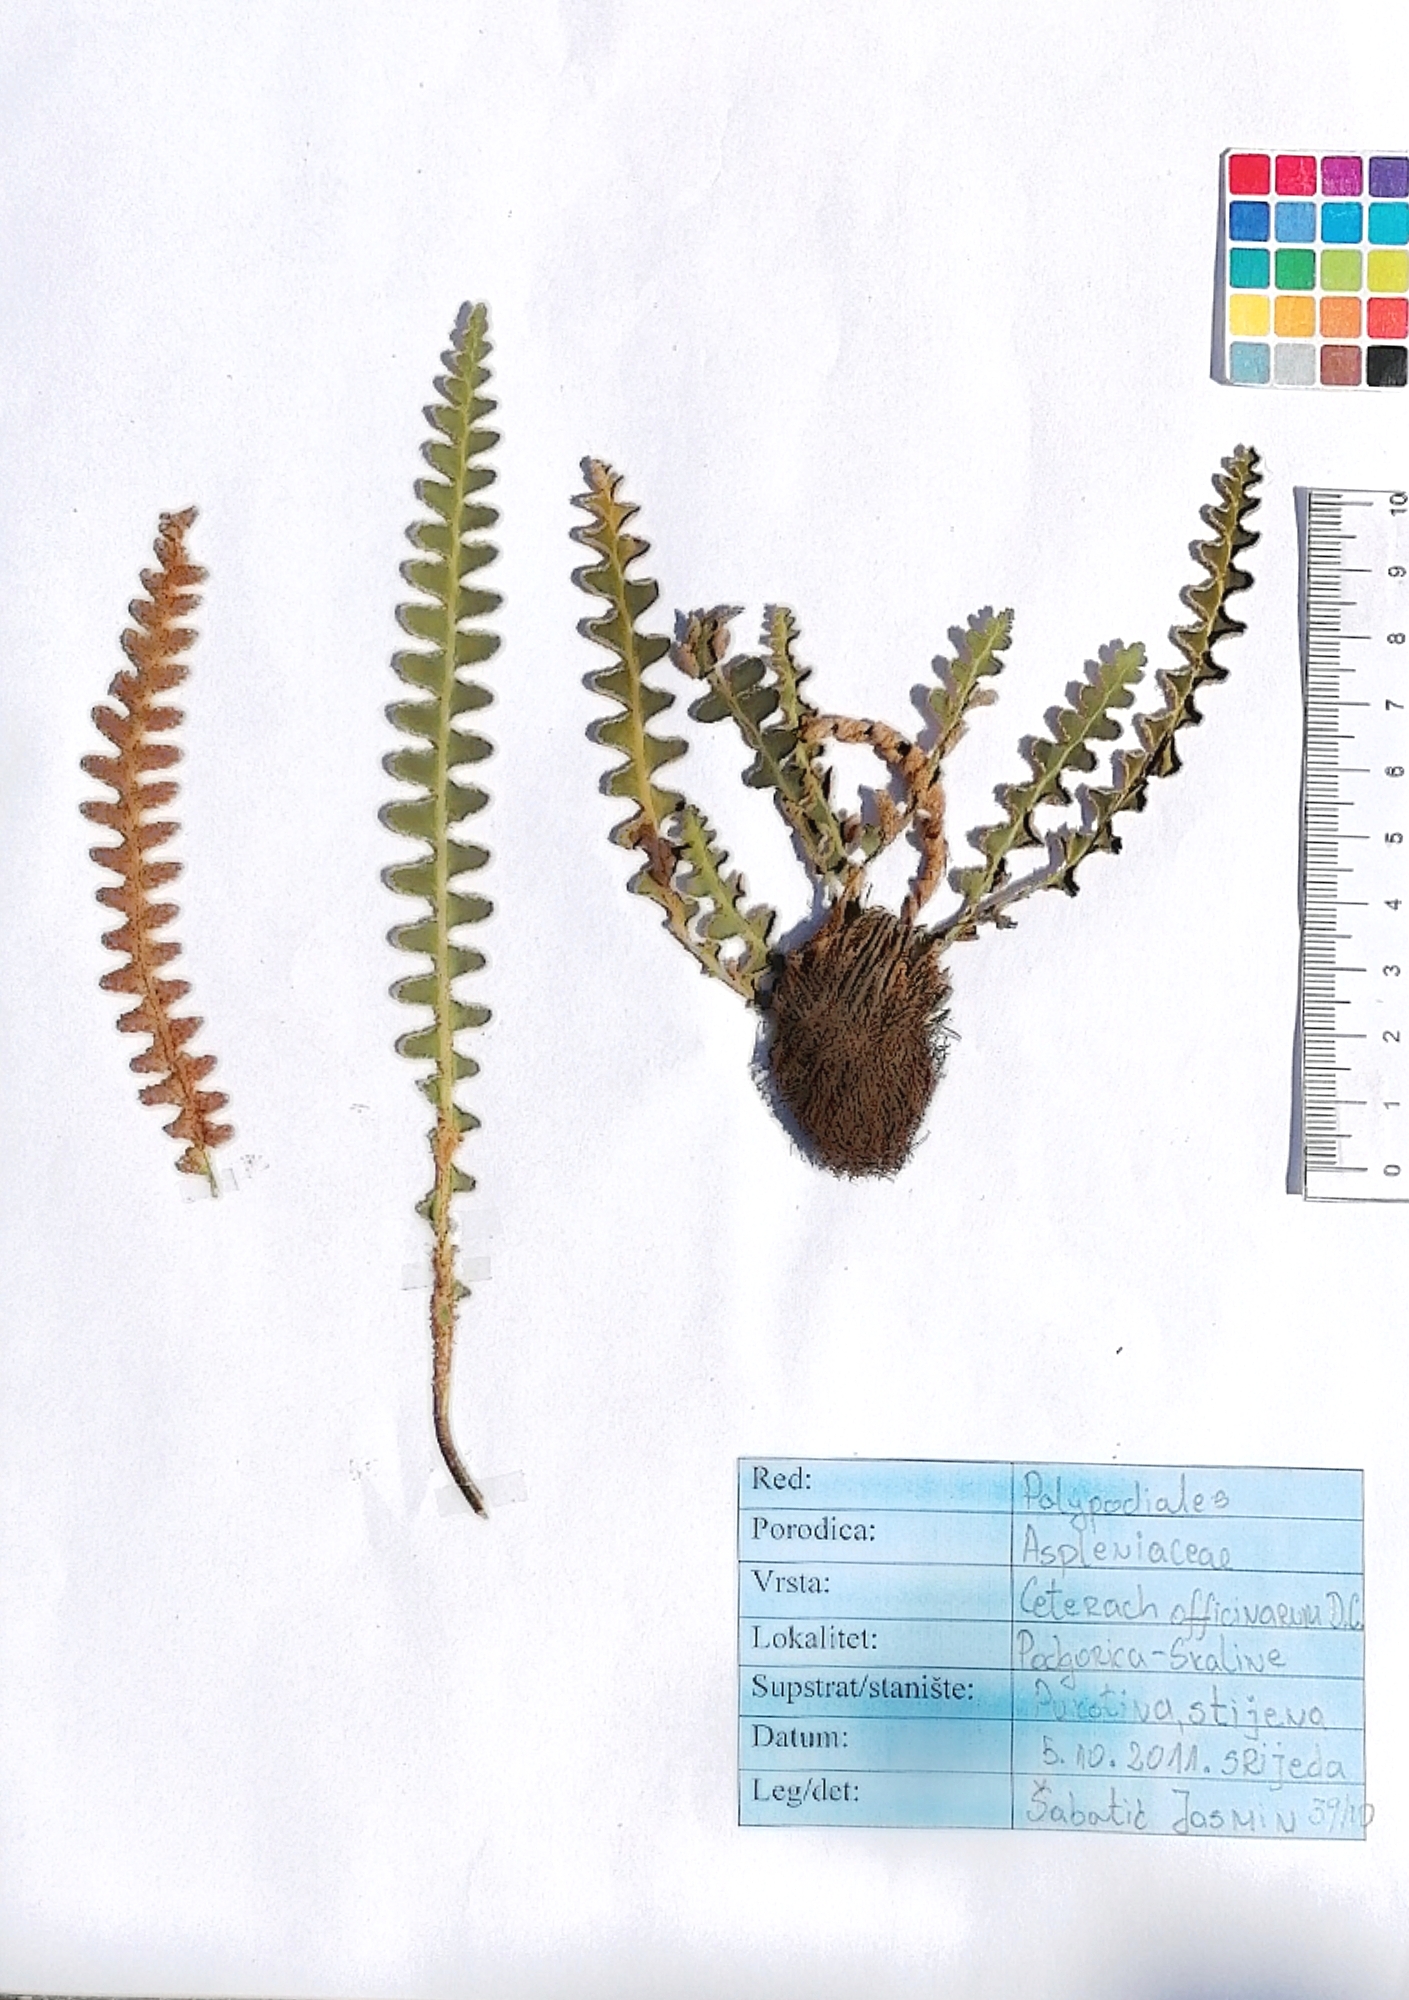 10
9
8
7
6
5
4
3
2
1
0
Red: Polypodiales
Porodica: Aspleniaceae
Vrsta: Ceterach officinarum D.C.
Lokalitet: Podgorica-Skaline
Supstrat/stanište: Pukotina, stijena
Datum: 5.10.2011. srijeda
Leg/det: Šabotić Jasmin 39/10